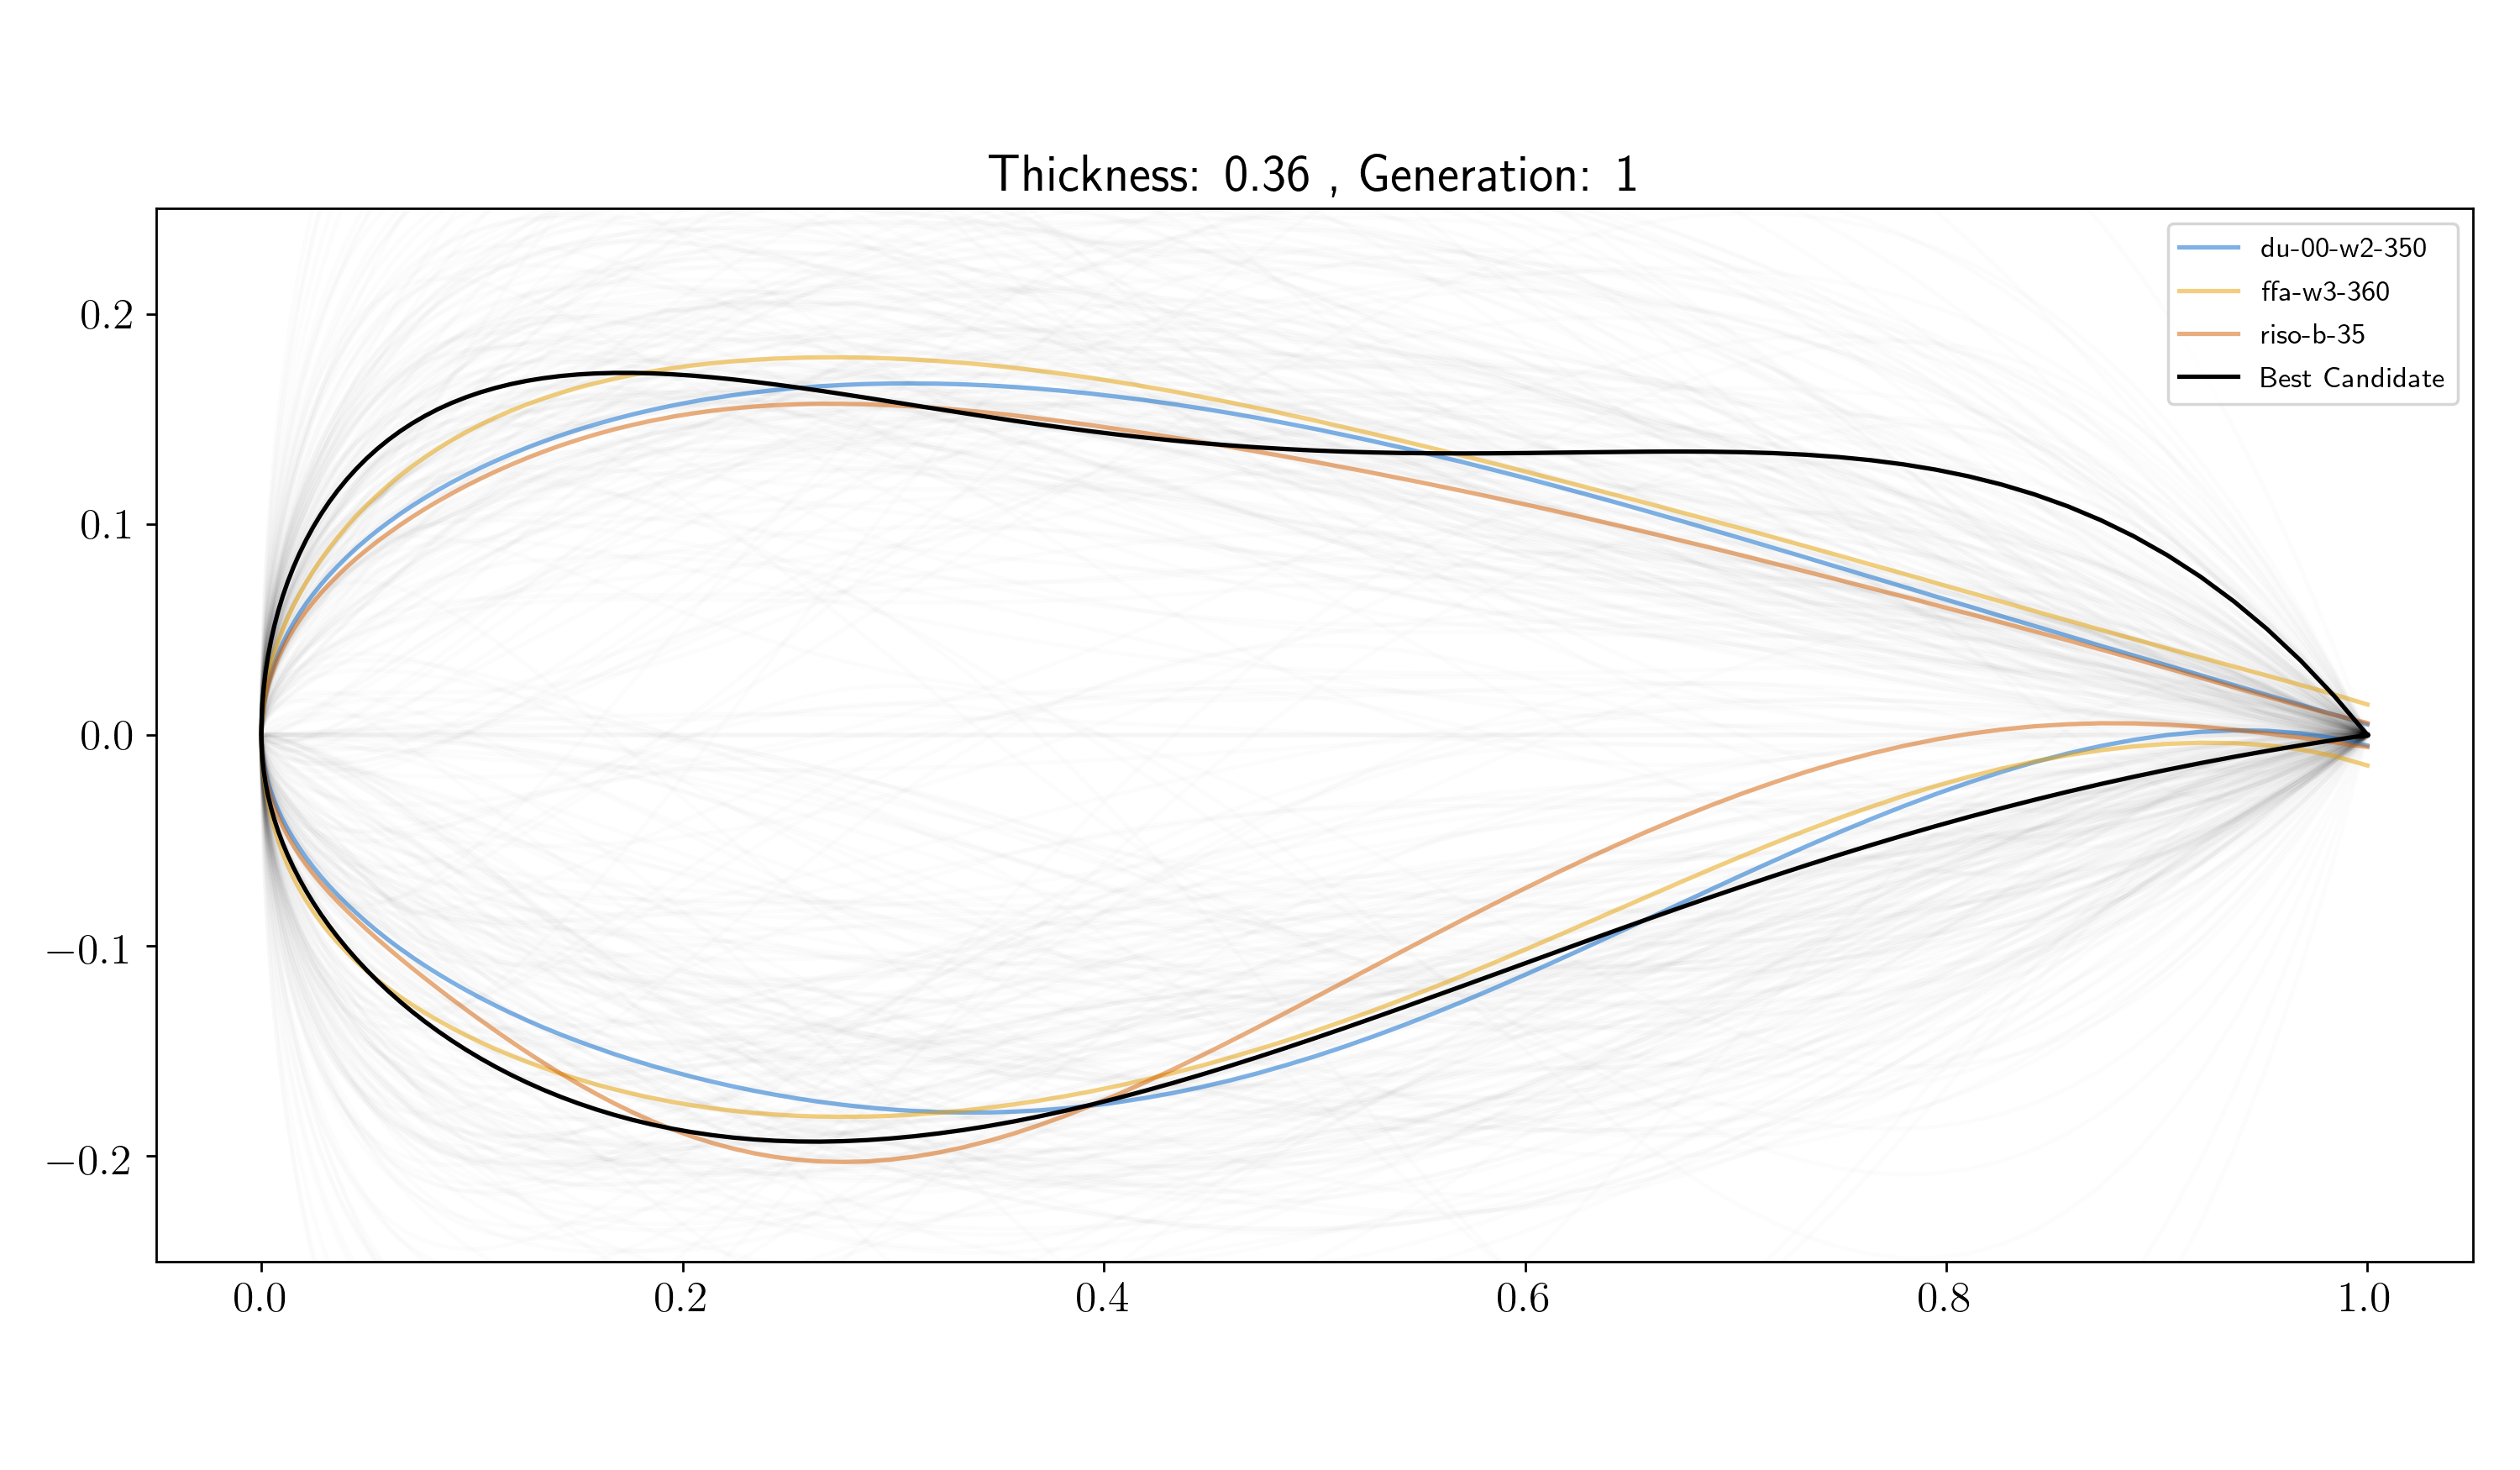 Thickness: 0.36 , Generation: 1
du-00-w2-350
ffa-w3-360
riso-b-35
Best Candidate
0.2
0.1
0.0
−0.1
−0.2
0.0 0.2 0.4 0.6 0.8 1.0